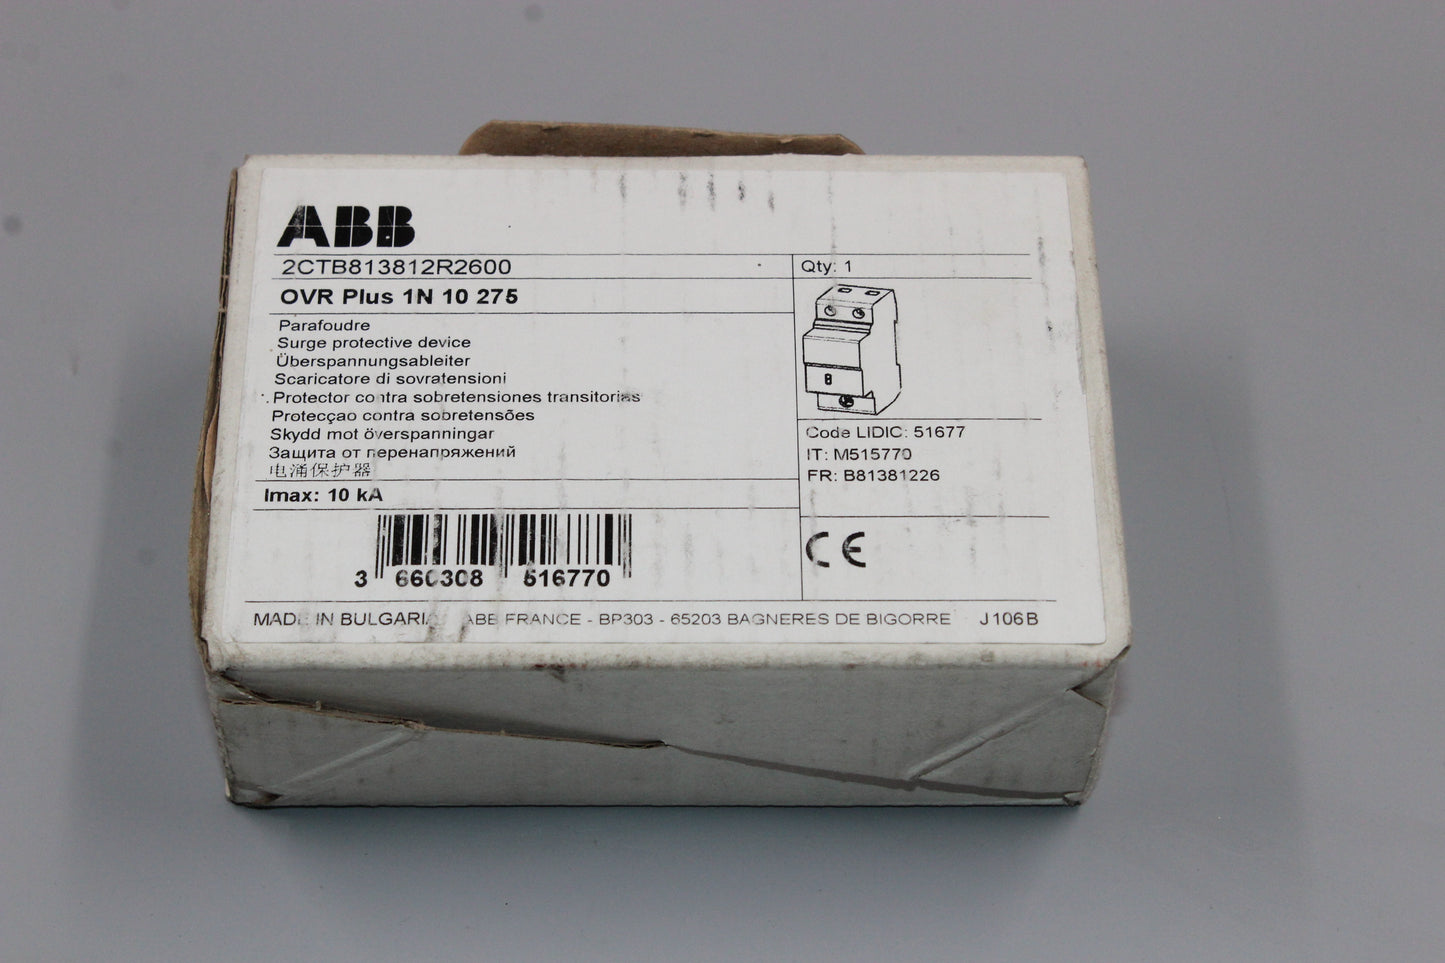 ABB
2CTB813812R2600
Qty: 1
OVR Plus 1N 10 275
Parafoudre
Surge protective device
Überspannungsableiter
Scaricatore di sovratensioni
Protector contra sobretensiones transitorias
Protecçao contra sobretensões
Skydd mot överspanningar
Защита от перенапряжений
电涌保护器
Imax: 10 kA
Code LIDIC: 51677
IT: M515770
FR: B81381226
CE
3 660308 516770
MADE IN BULGARIA ABB FRANCE - BP303 - 65203 BAGNERES DE BIGORRE J106B